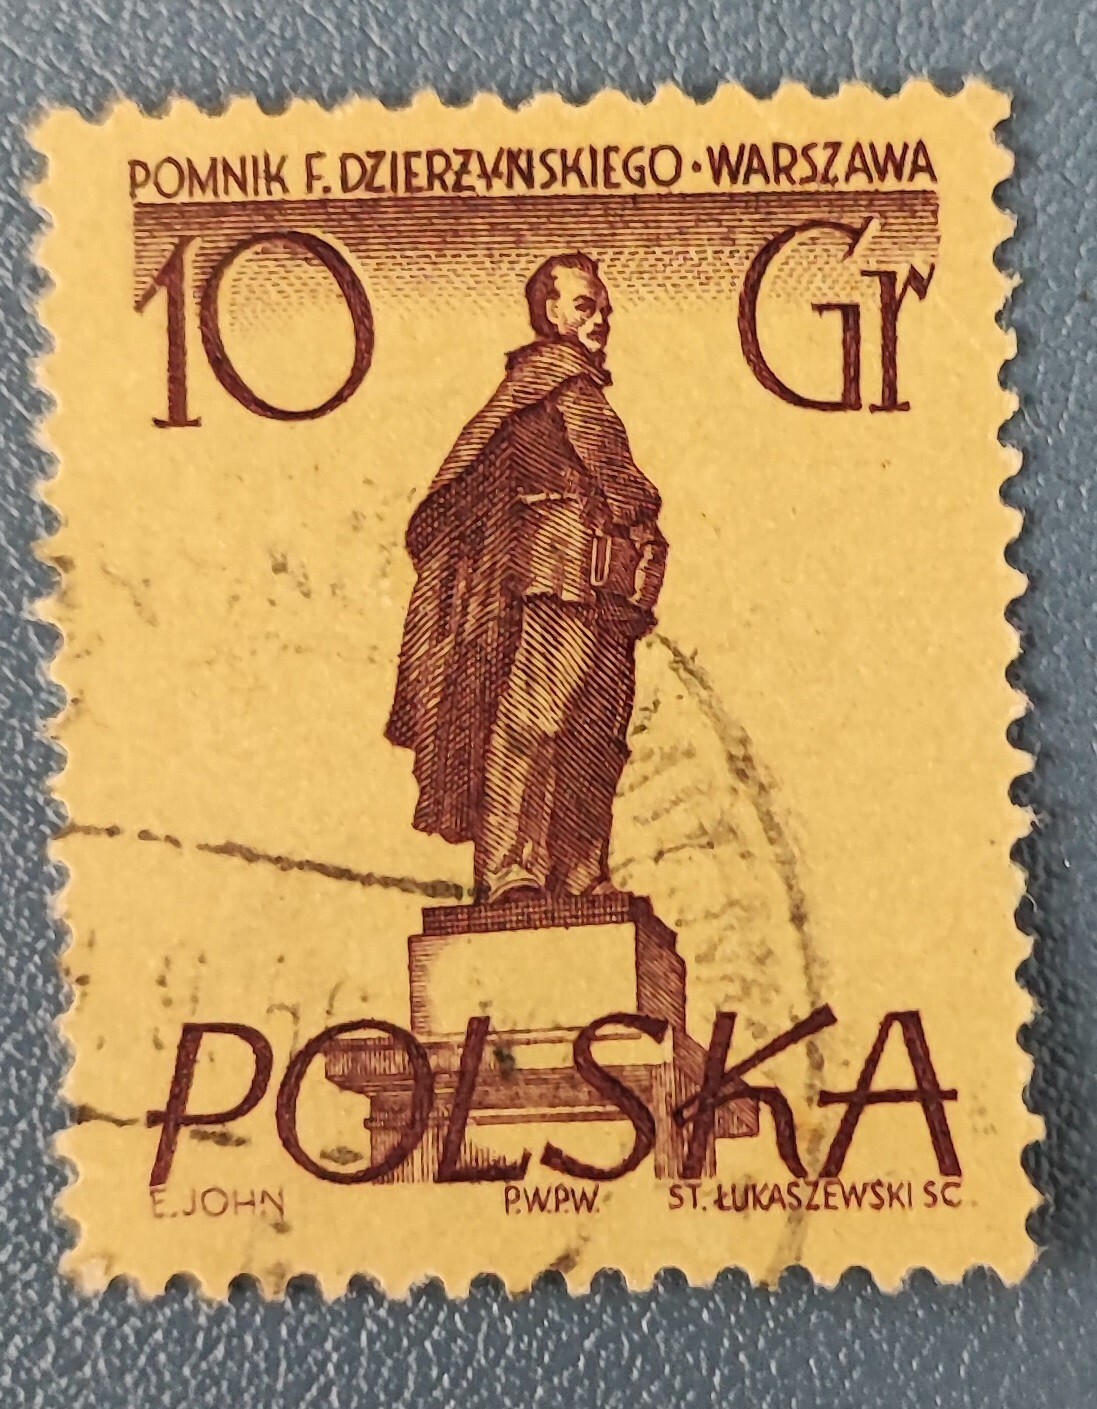 POMNIK F. DZIERŻYŃSKIEGO · WARSZAWA
10 Gr
POLSKA
E. JOHN P.W.P.W. ST. ŁUKASZEWSKI SC.